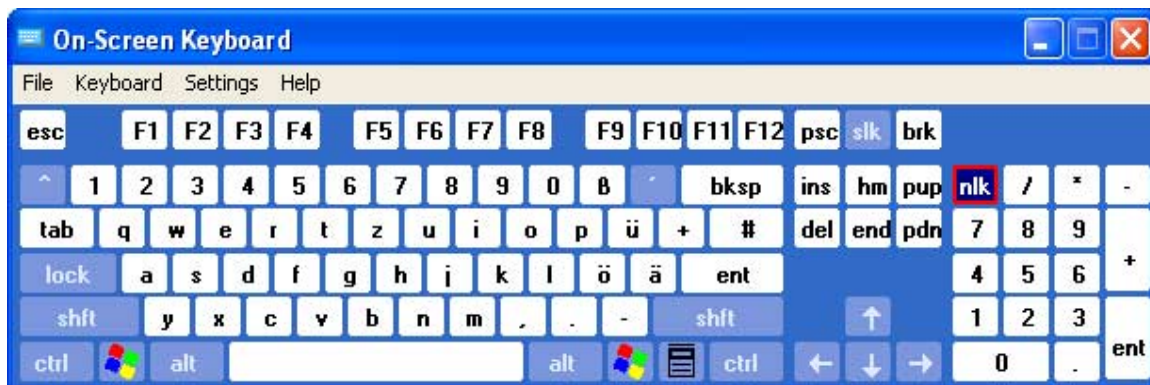 On-Screen Keyboard
File Keyboard Settings Help
esc F1 F2 F3 F4 F5 F6 F7 F8 F9 F10 F11 F12 psc slk brk
^ 1 2 3 4 5 6 7 8 9 0 ß ´ bksp ins hm pup nlk / * -
tab q w e r t z u i o p ü + # del end pdn 7 8 9 +
lock a s d f g h j k l ö ä ent 4 5 6
shft y x c v b n m , . - shft ↑ 1 2 3 ent
ctrl alt alt ctrl ← ↓ → 0 .